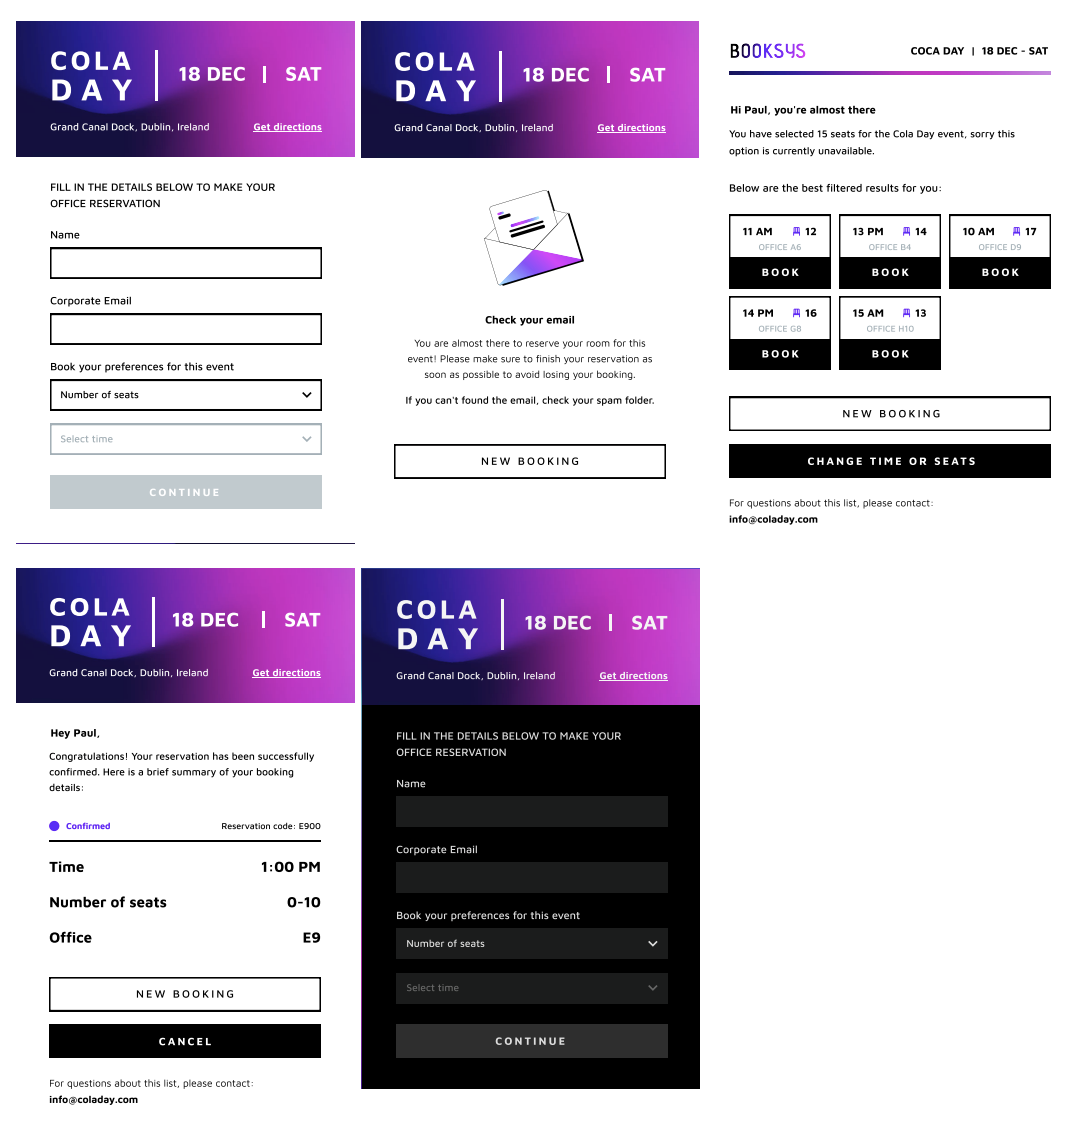 COLA
DAY
18 DEC | SAT
Grand Canal Dock, Dublin, Ireland Get directions
FILL IN THE DETAILS BELOW TO MAKE YOUR
OFFICE RESERVATION
Name
Corporate Email
Book your preferences for this event
Number of seats
Select time
CONTINUE
COLA
DAY
18 DEC | SAT
Grand Canal Dock, Dublin, Ireland Get directions
Check your email
You are almost there to reserve your room for this
event! Please make sure to finish your reservation as
soon as possible to avoid losing your booking.
If you can't found the email, check your spam folder.
NEW BOOKING
BOOKSYS COCA DAY | 18 DEC - SAT
Hi Paul, you're almost there
You have selected 15 seats for the Cola Day event, sorry this
option is currently unavailable.
Below are the best filtered results for you:
11 AM 12
OFFICE A6
BOOK
13 PM 14
OFFICE B4
BOOK
10 AM 17
OFFICE D9
BOOK
14 PM 16
OFFICE G8
BOOK
15 AM 13
OFFICE H10
BOOK
NEW BOOKING
CHANGE TIME OR SEATS
For questions about this list, please contact:
info@coladay.com
COLA
DAY
18 DEC | SAT
Grand Canal Dock, Dublin, Ireland Get directions
Hey Paul,
Congratulations! Your reservation has been successfully
confirmed. Here is a brief summary of your booking
details:
Confirmed Reservation code: E900
Time 1:00 PM
Number of seats 0-10
Office E9
NEW BOOKING
CANCEL
For questions about this list, please contact:
info@coladay.com
COLA
DAY
18 DEC | SAT
Grand Canal Dock, Dublin, Ireland Get directions
FILL IN THE DETAILS BELOW TO MAKE YOUR
OFFICE RESERVATION
Name
Corporate Email
Book your preferences for this event
Number of seats
Select time
CONTINUE